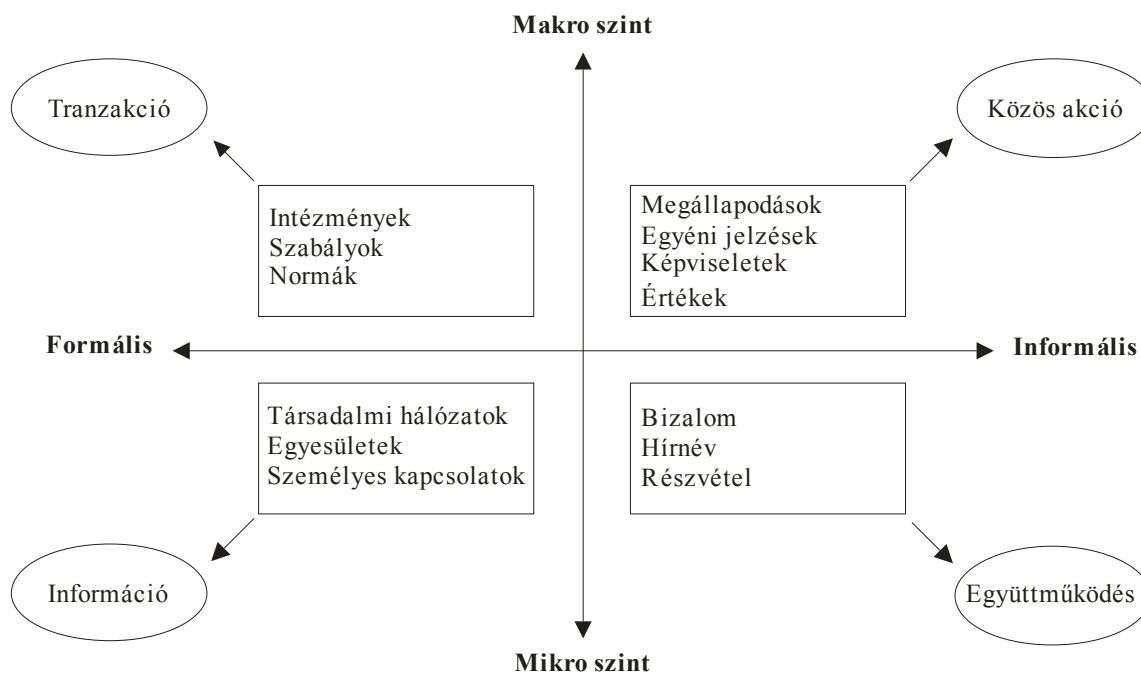 Makro szint
Tranzakció
Közös akció
Intézmények
Szabályok
Normák
Megállapodások
Egyéni jelzések
Képviseletek
Értékek
Formális
Informális
Társadalmi hálózatok
Egyesületek
Személyes kapcsolatok
Bizalom
Hírnév
Részvétel
Információ
Együttműködés
Mikro szint